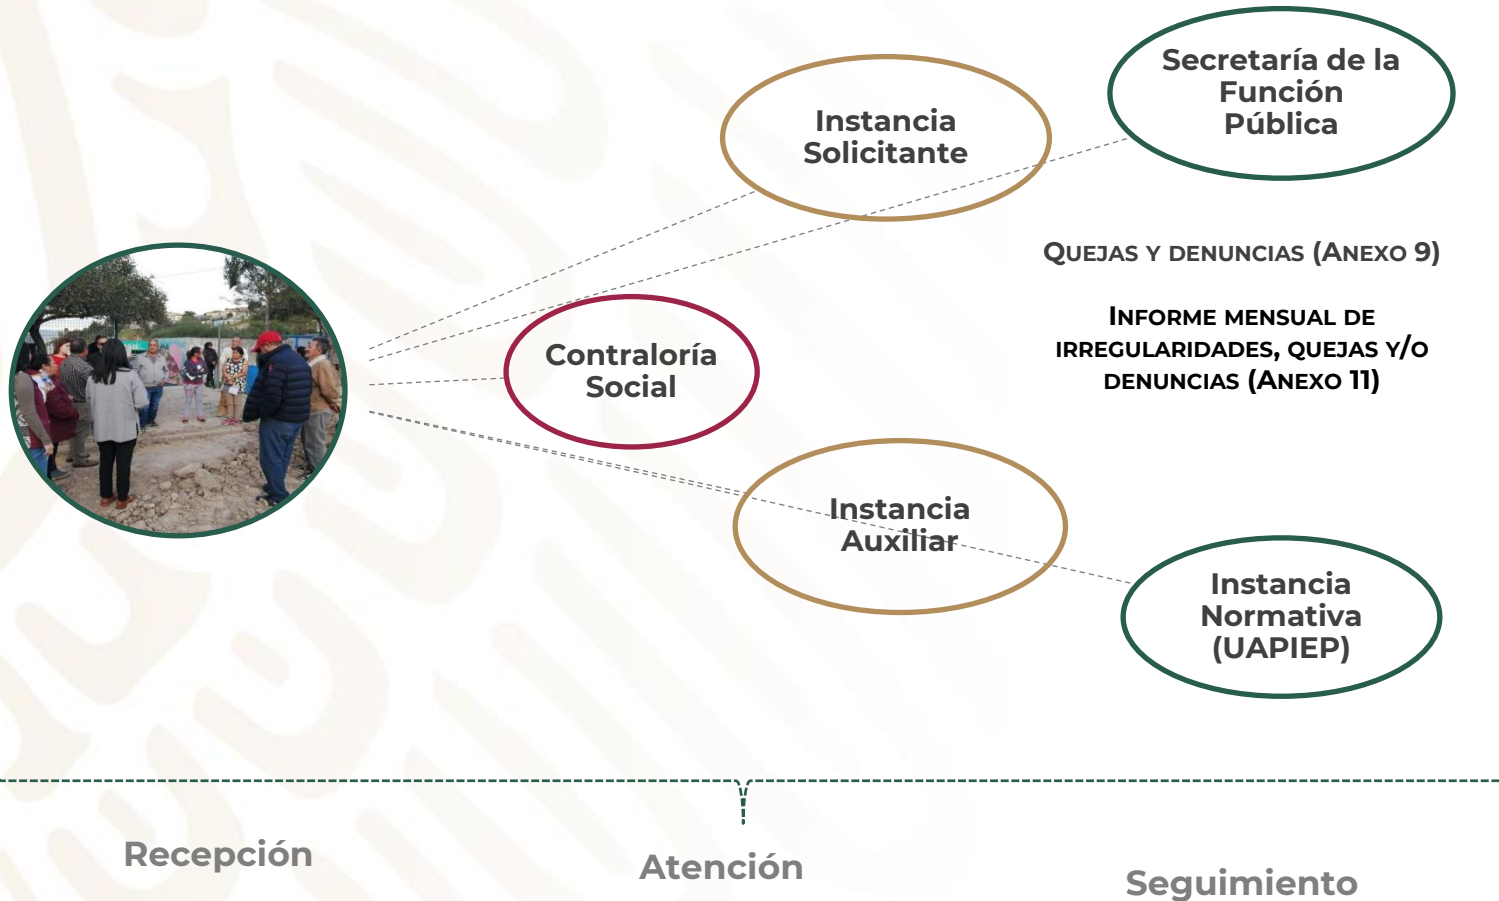 Secretaría de la
Función
Pública
Instancia
Solicitante
QUEJAS Y DENUNCIAS (ANEXO 9)
INFORME MENSUAL DE
IRREGULARIDADES, QUEJAS Y/O
DENUNCIAS (ANEXO 11)
Contraloría
Social
Instancia
Auxiliar
Instancia
Normativa
(UAPIEP)
Recepción
Atención
Seguimiento